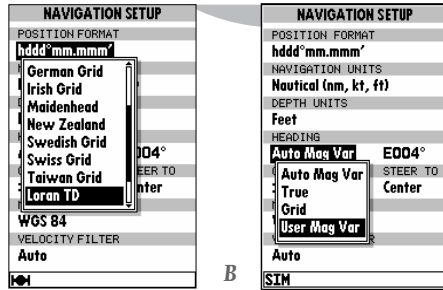 NAVIGATION SETUP
POSITION FORMAT
hddd°mm.mmm′
German Grid
Irish Grid
Maidenhead
New Zealand
Swedish Grid
Swiss Grid
Taiwan Grid
Loran TD
004°
TEER TO
nter
WGS 84
VELOCITY FILTER
Auto
B
NAVIGATION SETUP
POSITION FORMAT
hddd°mm.mmm′
NAVIGATION UNITS
Nautical (nm, kt, ft)
DEPTH UNITS
Feet
HEADING
Auto Mag Var E004°
STEER TO
Center
Auto Mag Var
True
Grid
User Mag Var
R
Auto
SIM